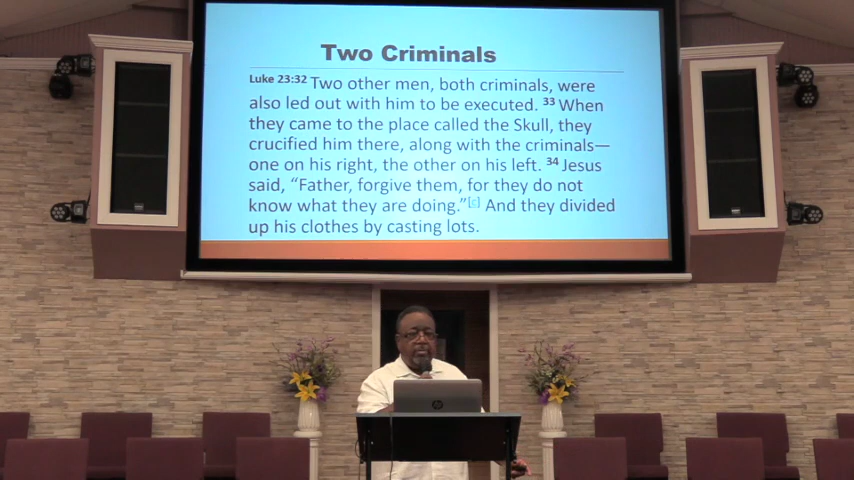 Two Criminals
Luke 23:32 Two other men, both criminals, were
also led out with him to be executed. 33 When
they came to the place called the Skull, they
crucified him there, along with the criminals—
one on his right, the other on his left. 34 Jesus
said, “Father, forgive them, for they do not
know what they are doing.”[c] And they divided
up his clothes by casting lots.
hp